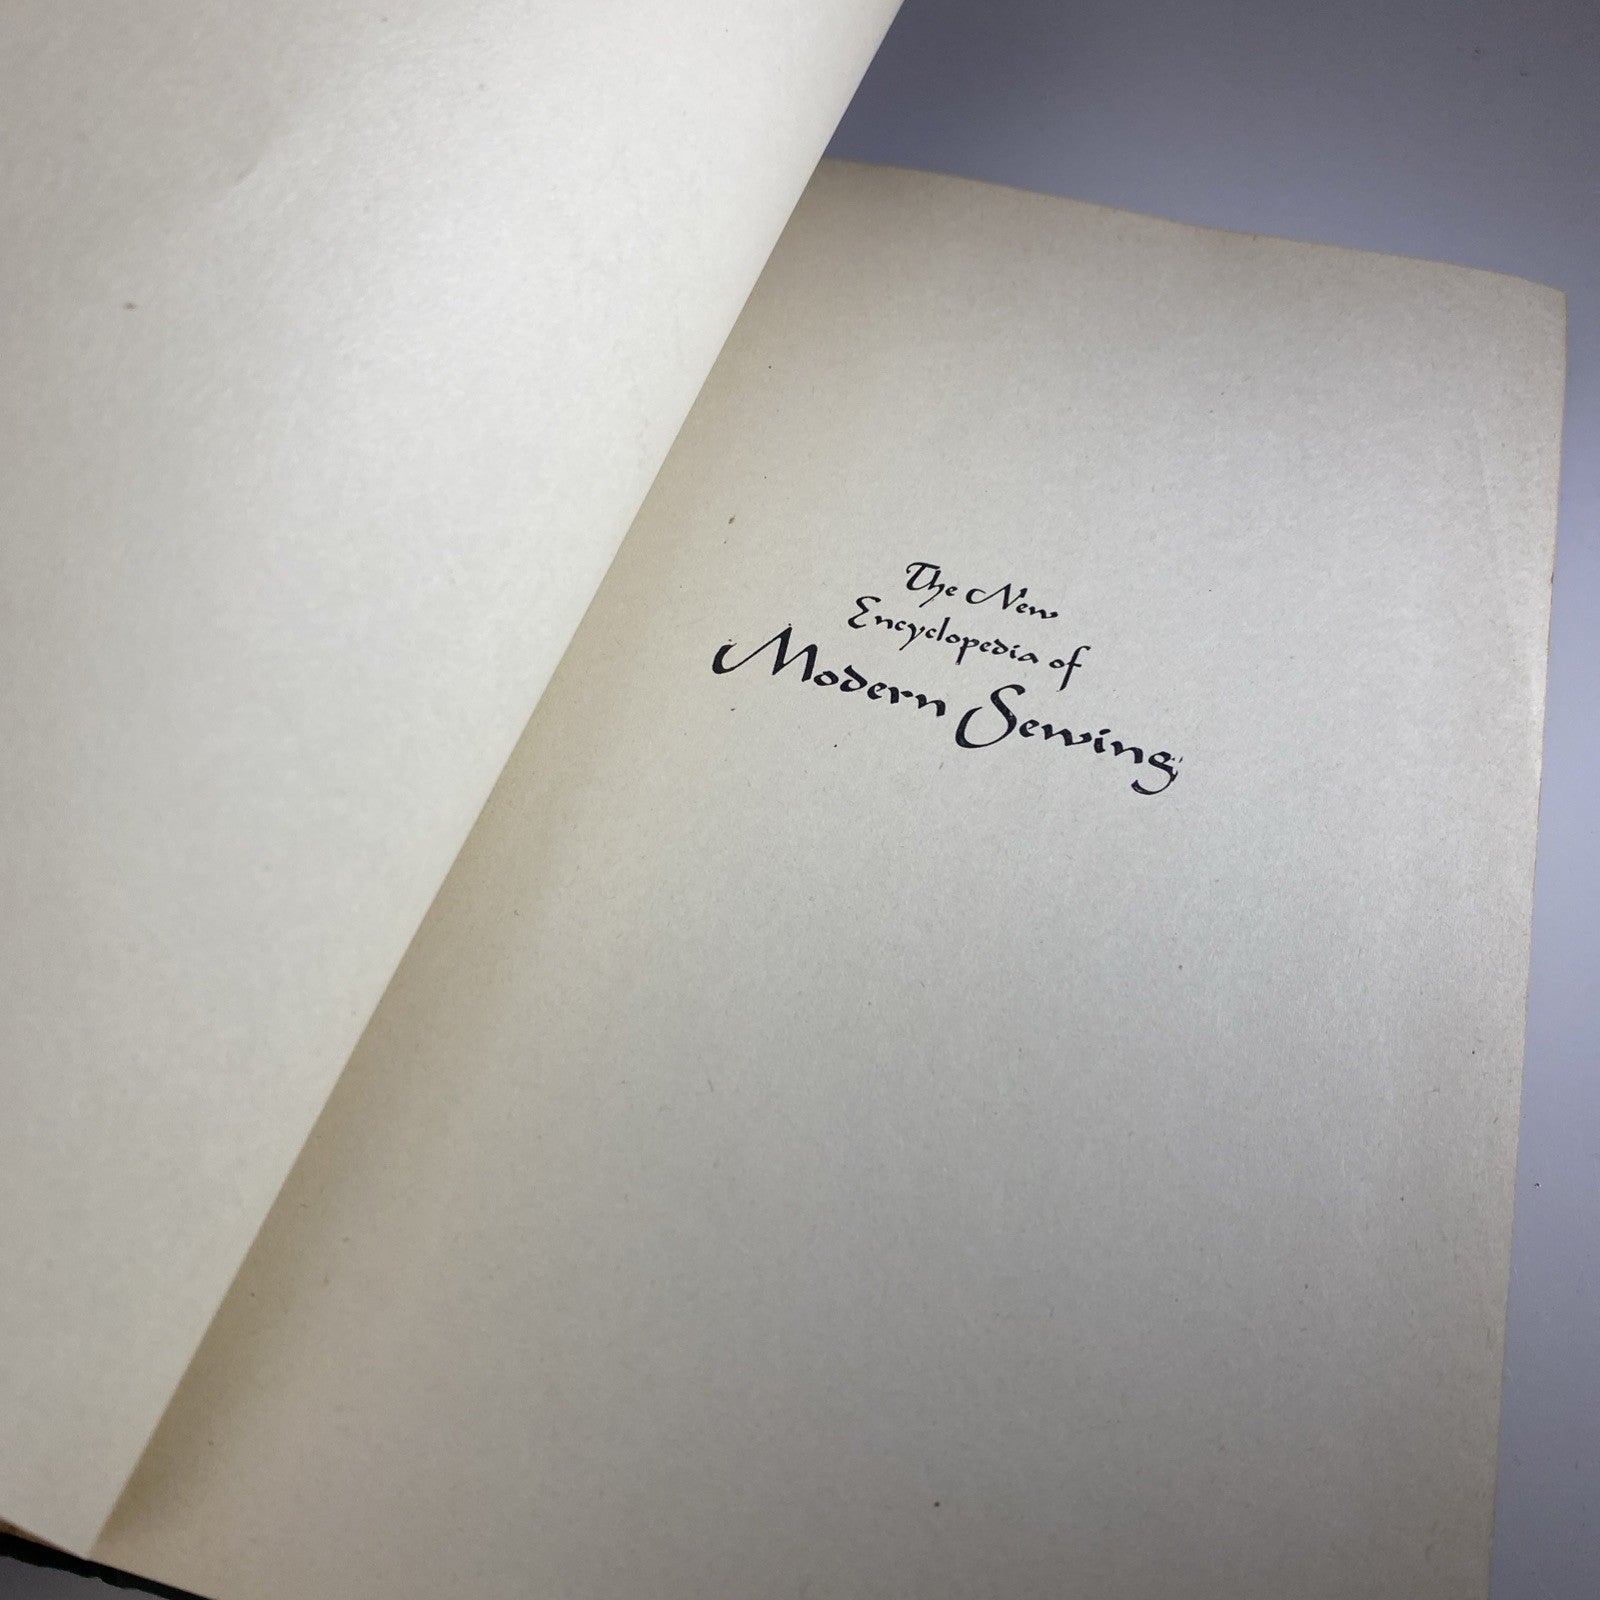 The New
Encyclopedia of
Modern Sewing